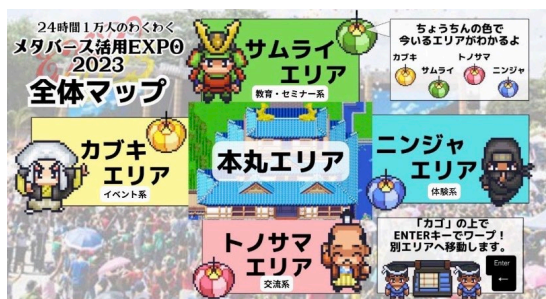 24時間1万人のわくわく
メタバース活用EXPO
2023
全体マップ
サムライ
エリア
教育・セミナー系
ちょうちんの色で
今いるエリアがわかるよ
カブキ
サムライ
トノサマ
ニンジャ
カブキ
エリア
イベント系
本丸エリア
ニンジャ
エリア
体験系
トノサマ
エリア
交流系
「カゴ」の上で
ENTERキーでワープ！
別エリアへ移動します。
Enter
←